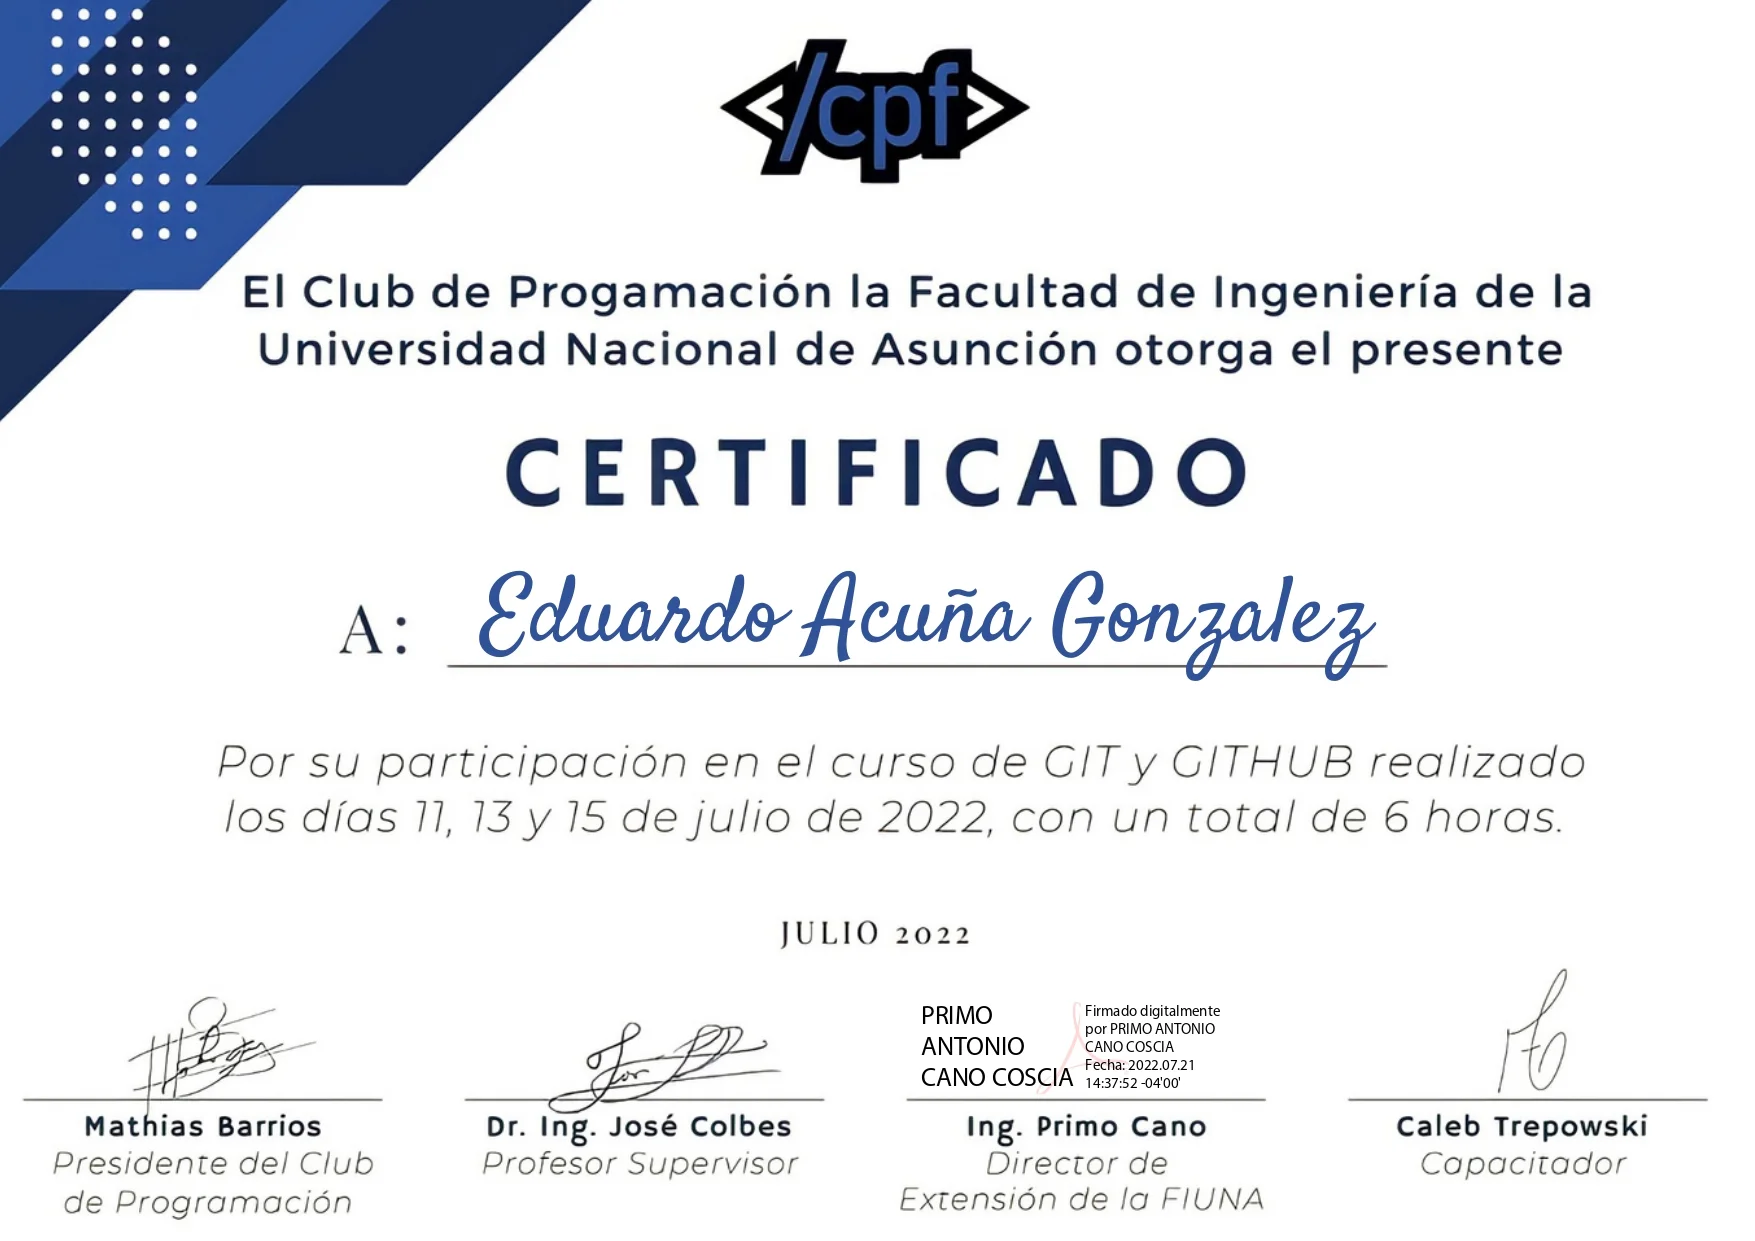 </cpf>
El Club de Progamación la Facultad de Ingeniería de la
Universidad Nacional de Asunción otorga el presente
CERTIFICADO
A: Eduardo Acuña Gonzalez
Por su participación en el curso de GIT y GITHUB realizado
los días 11, 13 y 15 de julio de 2022, con un total de 6 horas.
JULIO 2022
PRIMO
ANTONIO
CANO COSCIA
Firmado digitalmente
por PRIMO ANTONIO
CANO COSCIA
Fecha: 2022.07.21
14:37:52 -04'00'
Mathias Barrios
Presidente del Club
de Programación
Dr. Ing. José Colbes
Profesor Supervisor
Ing. Primo Cano
Director de
Extensión de la FIUNA
Caleb Trepowski
Capacitador